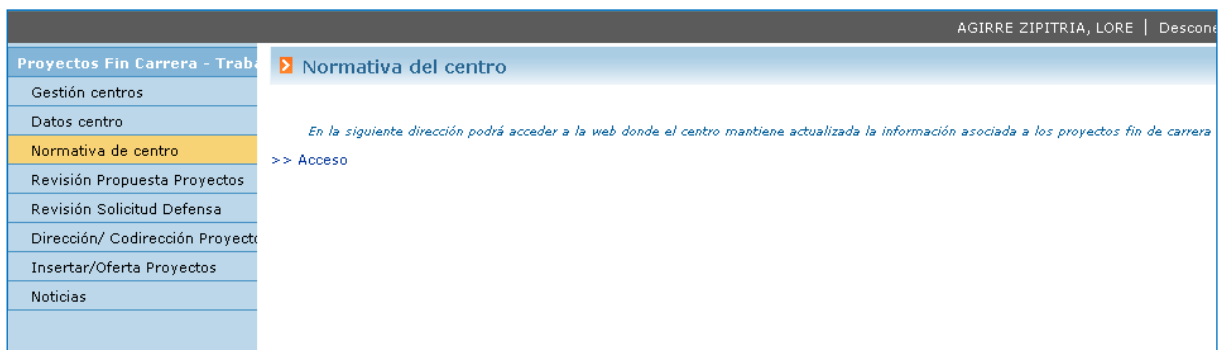 AGIRRE ZIPITRIA, LORE | Descone
Proyectos Fin Carrera - Traba
Gestión centros
Datos centro
Normativa de centro
Revisión Propuesta Proyectos
Revisión Solicitud Defensa
Dirección/ Codirección Proyecto
Insertar/Oferta Proyectos
Noticias
Normativa del centro
En la siguiente dirección podrá acceder a la web donde el centro mantiene actualizada la información asociada a los proyectos fin de carrera
>> Acceso